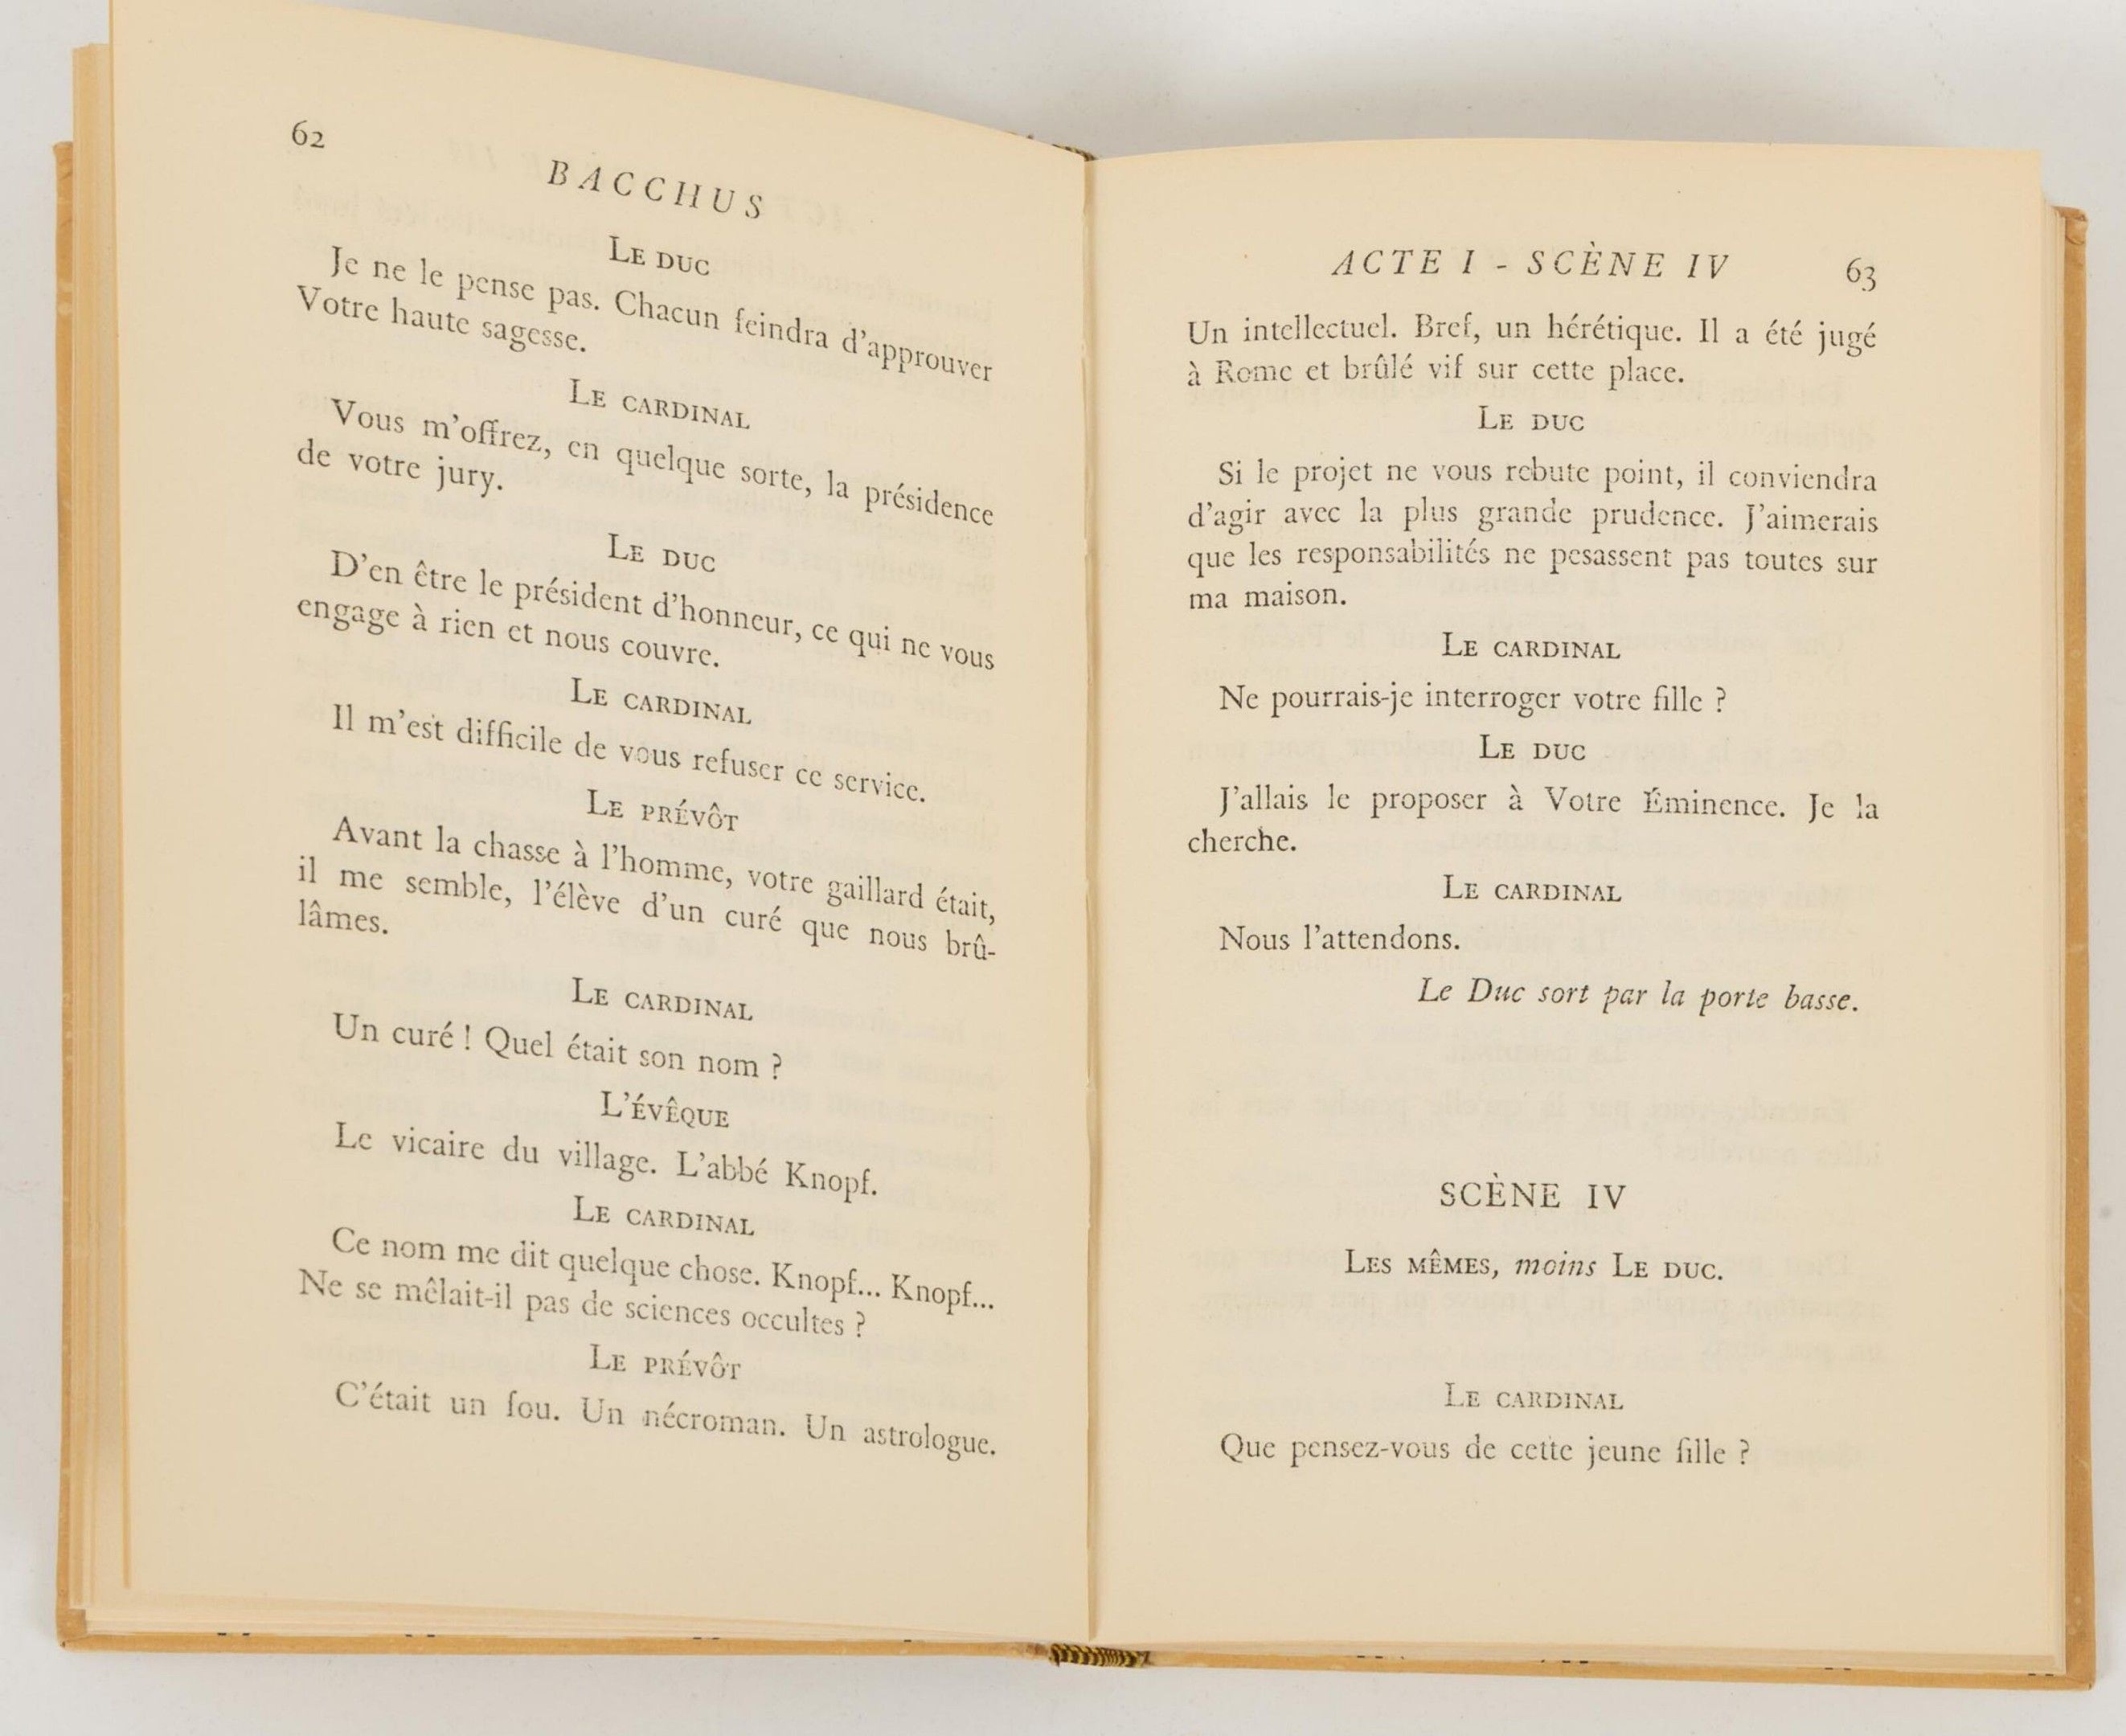 62
BACCHUS
LE DUC
Je ne le pense pas. Chacun feindra d'approuver
Votre haute sagesse.
LE CARDINAL
Vous m'offrez, en quelque sorte, la présidence
de votre jury.
LE DUC
D'en être le président d'honneur, ce qui ne vous
engage à rien et nous couvre.
LE CARDINAL
Il m'est difficile de vous refuser ce service.
LE PRÉVÔT
Avant la chasse à l'homme, votre gaillard était,
il me semble, l'élève d'un curé que nous brû-
lâmes.
LE CARDINAL
Un curé ! Quel était son nom ?
L'ÉVÊQUE
Le vicaire du village. L'abbé Knopf.
LE CARDINAL
Ce nom me dit quelque chose. Knopf... Knopf...
Ne se mêlait-il pas de sciences occultes ?
LE PRÉVÔT
C'était un fou. Un nécroman. Un astrologue.
ACTE I - SCÈNE IV 63
Un intellectuel. Bref, un hérétique. Il a été jugé
à Rome et brûlé vif sur cette place.
LE DUC
Si le projet ne vous rebute point, il conviendra
d'agir avec la plus grande prudence. J'aimerais
que les responsabilités ne pesassent pas toutes sur
ma maison.
LE CARDINAL
Ne pourrais-je interroger votre fille ?
LE DUC
J'allais le proposer à Votre Éminence. Je la
cherche.
LE CARDINAL
Nous l'attendons.
Le Duc sort par la porte basse.
SCÈNE IV
LES MÊMES, moins LE DUC.
LE CARDINAL
Que pensez-vous de cette jeune fille ?